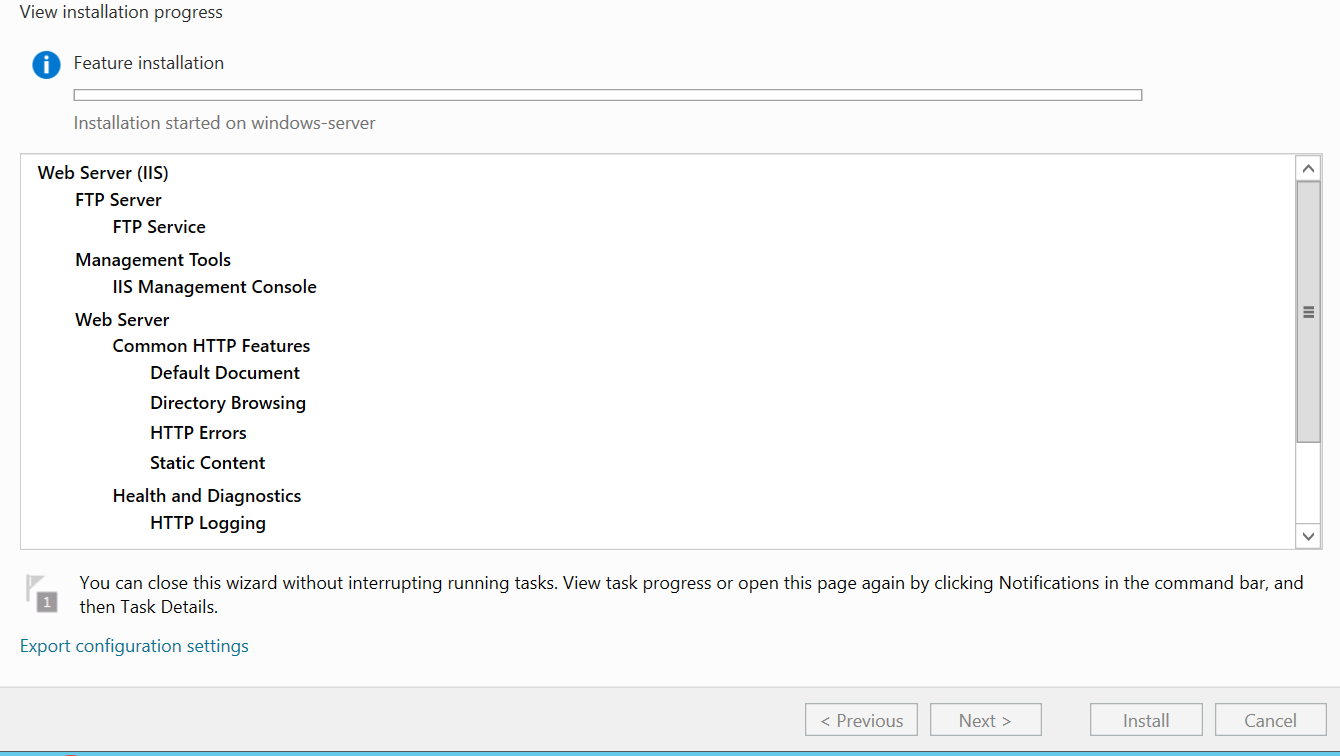 View installation progress
Feature installation
Installation started on windows-server
Web Server (IIS)
FTP Server
FTP Service
Management Tools
IIS Management Console
Web Server
Common HTTP Features
Default Document
Directory Browsing
HTTP Errors
Static Content
Health and Diagnostics
HTTP Logging
1
You can close this wizard without interrupting running tasks. View task progress or open this page again by clicking Notifications in the command bar, and
then Task Details.
Export configuration settings
< Previous
Next >
Install
Cancel